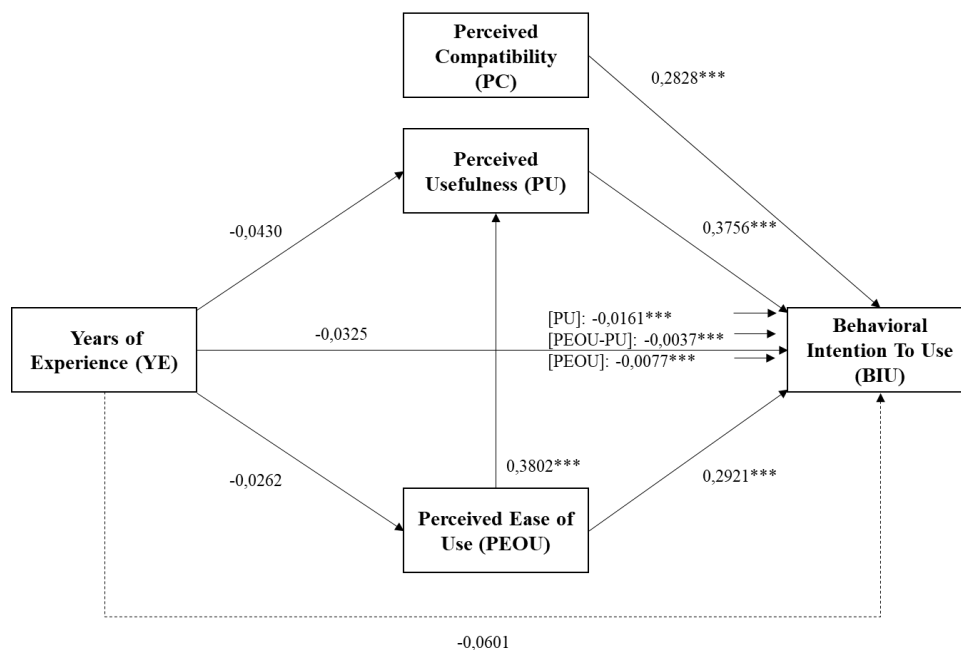 Perceived
Compatibility
(PC)
0,2828***
Perceived
Usefulness (PU)
0,3756***
-0,0430
Years of
Experience (YE)
-0,0325
[PU]: -0,0161***
[PEOU-PU]: -0,0037***
[PEOU]: -0,0077***
Behavioral
Intention To Use
(BIU)
-0,0262
0,3802***
0,2921***
Perceived Ease of
Use (PEOU)
-0,0601